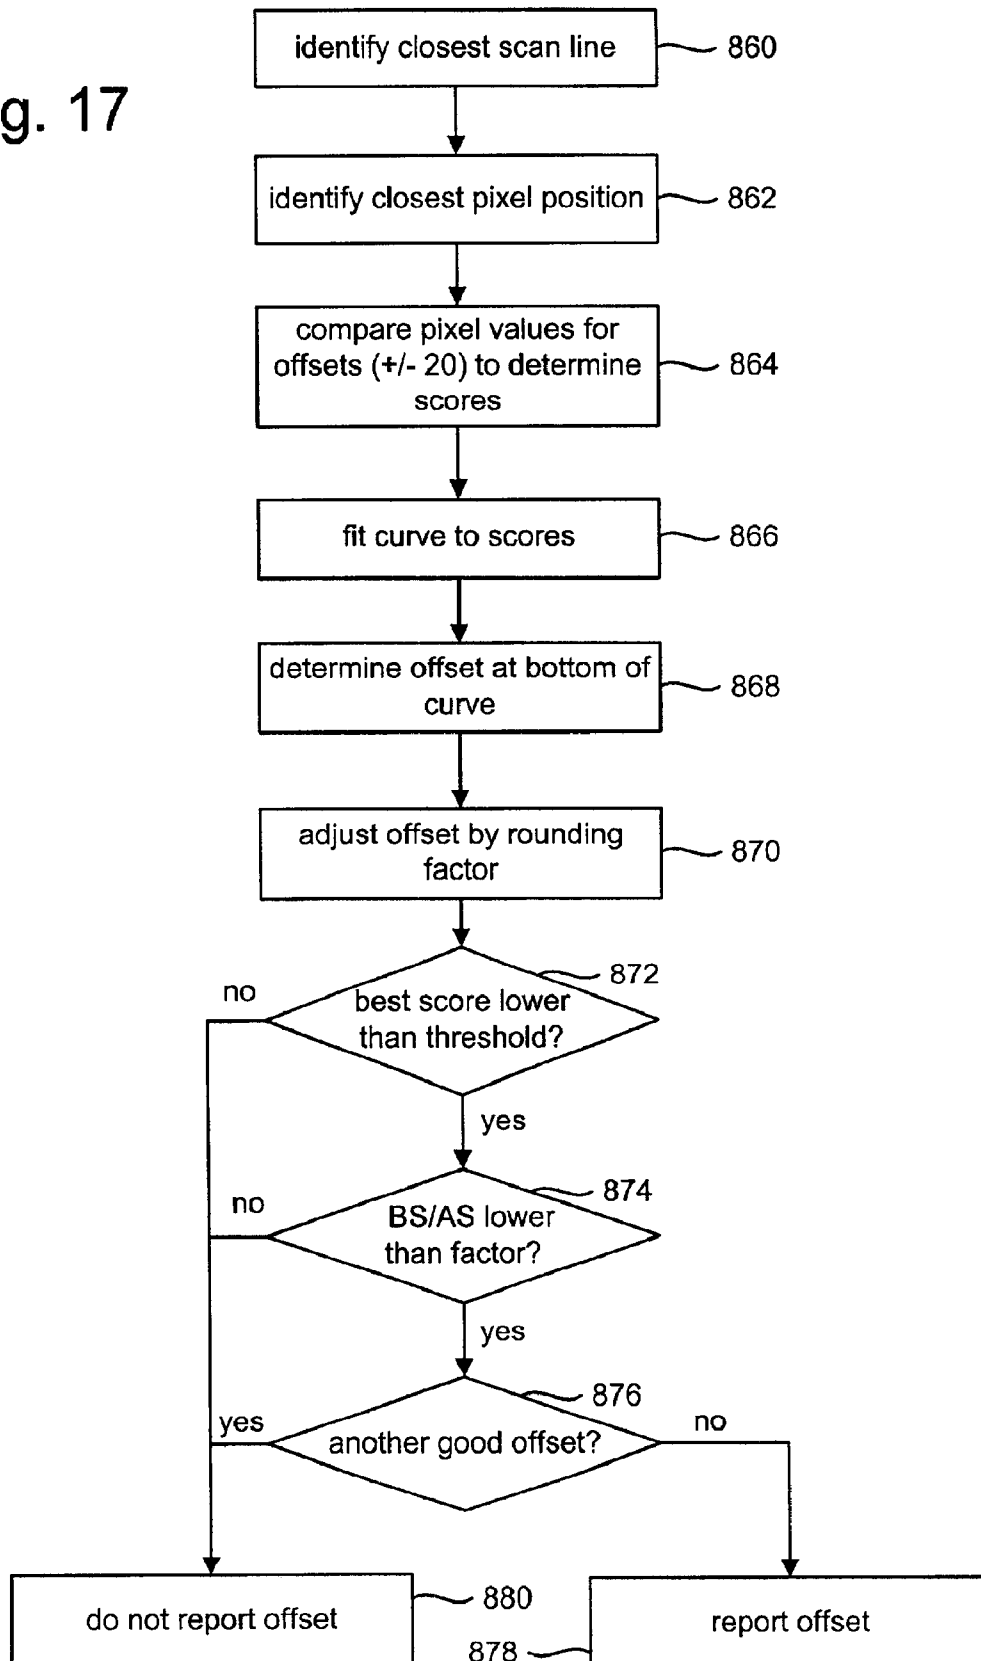 identify closest scan line
860
g. 17
identify closest pixel position
862
compare pixel values for
offsets (+/- 20) to determine
scores
864
fit curve to scores
866
determine offset at bottom of
curve
868
adjust offset by rounding
factor
870
872
no
best score lower
than threshold?
yes
874
no
BS/AS lower
than factor?
yes
876
yes
another good offset?
no
do not report offset
880
report offset
878